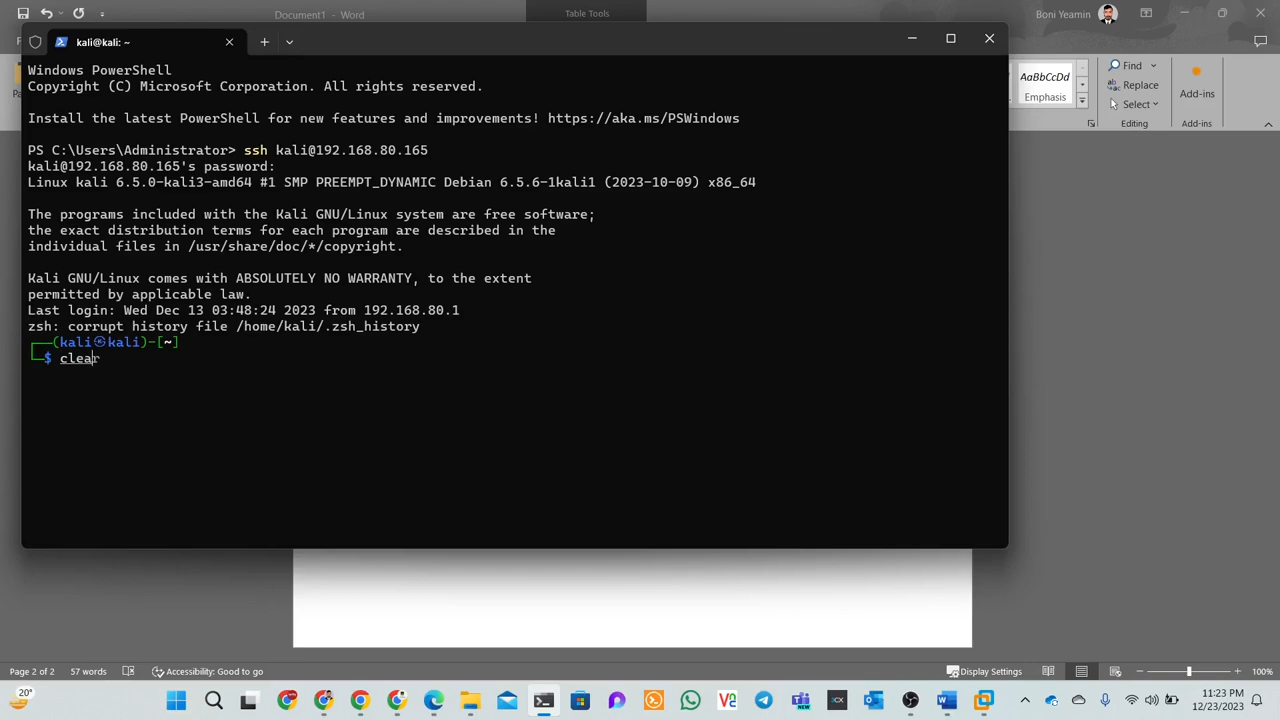 Document1 - Word
Table Tools
Boni Yeamin
kali@kali: ~
Windows PowerShell
Copyright (C) Microsoft Corporation. All rights reserved.
Install the latest PowerShell for new features and improvements! https://aka.ms/PSWindows
PS C:\Users\Administrator> ssh kali@192.168.80.165
kali@192.168.80.165's password:
Linux kali 6.5.0-kali3-amd64 #1 SMP PREEMPT_DYNAMIC Debian 6.5.6-1kali1 (2023-10-09) x86_64
The programs included with the Kali GNU/Linux system are free software;
the exact distribution terms for each program are described in the
individual files in /usr/share/doc/*/copyright.
Kali GNU/Linux comes with ABSOLUTELY NO WARRANTY, to the extent
permitted by applicable law.
Last login: Wed Dec 13 03:48:24 2023 from 192.168.80.1
zsh: corrupt history file /home/kali/.zsh_history
┌──(kali㉿kali)-[~]
└─$ clear
AaBbCcDd
Emphasis
Find
Replace
Select
Editing
Add-ins
Add-ins
Page 2 of 2
57 words
Accessibility: Good to go
Display Settings
100%
20°
11:23 PM
12/23/2023